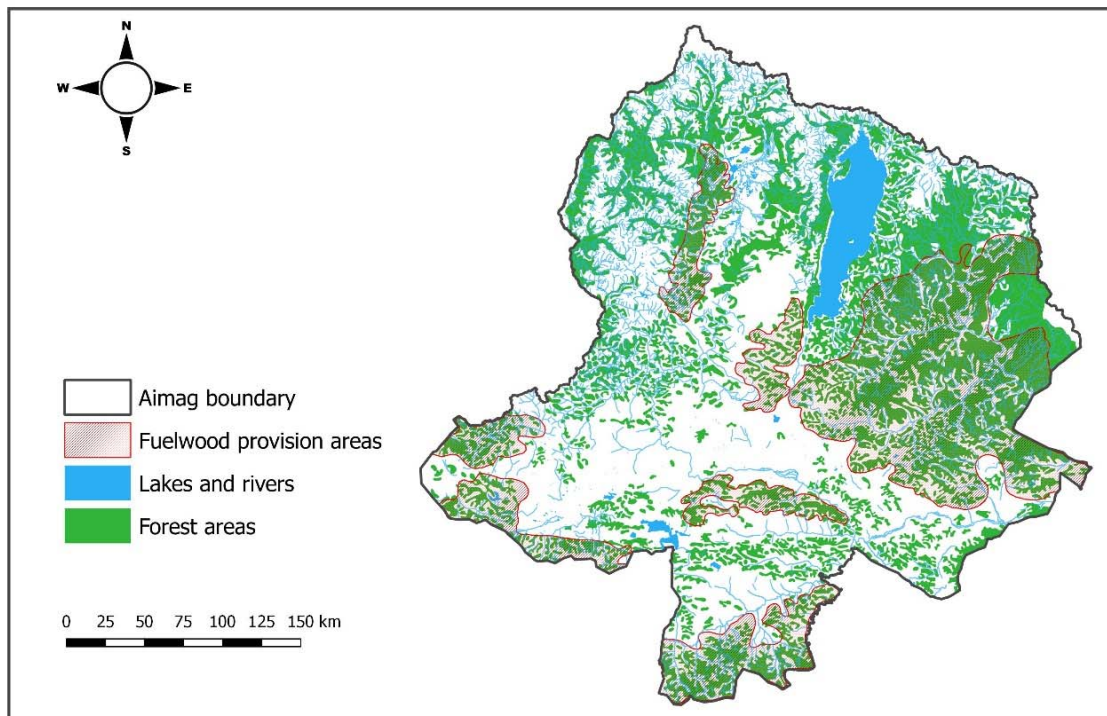 N
W E
S
Aimag boundary
Fuelwood provision areas
Lakes and rivers
Forest areas
0 25 50 75 100 125 150 km